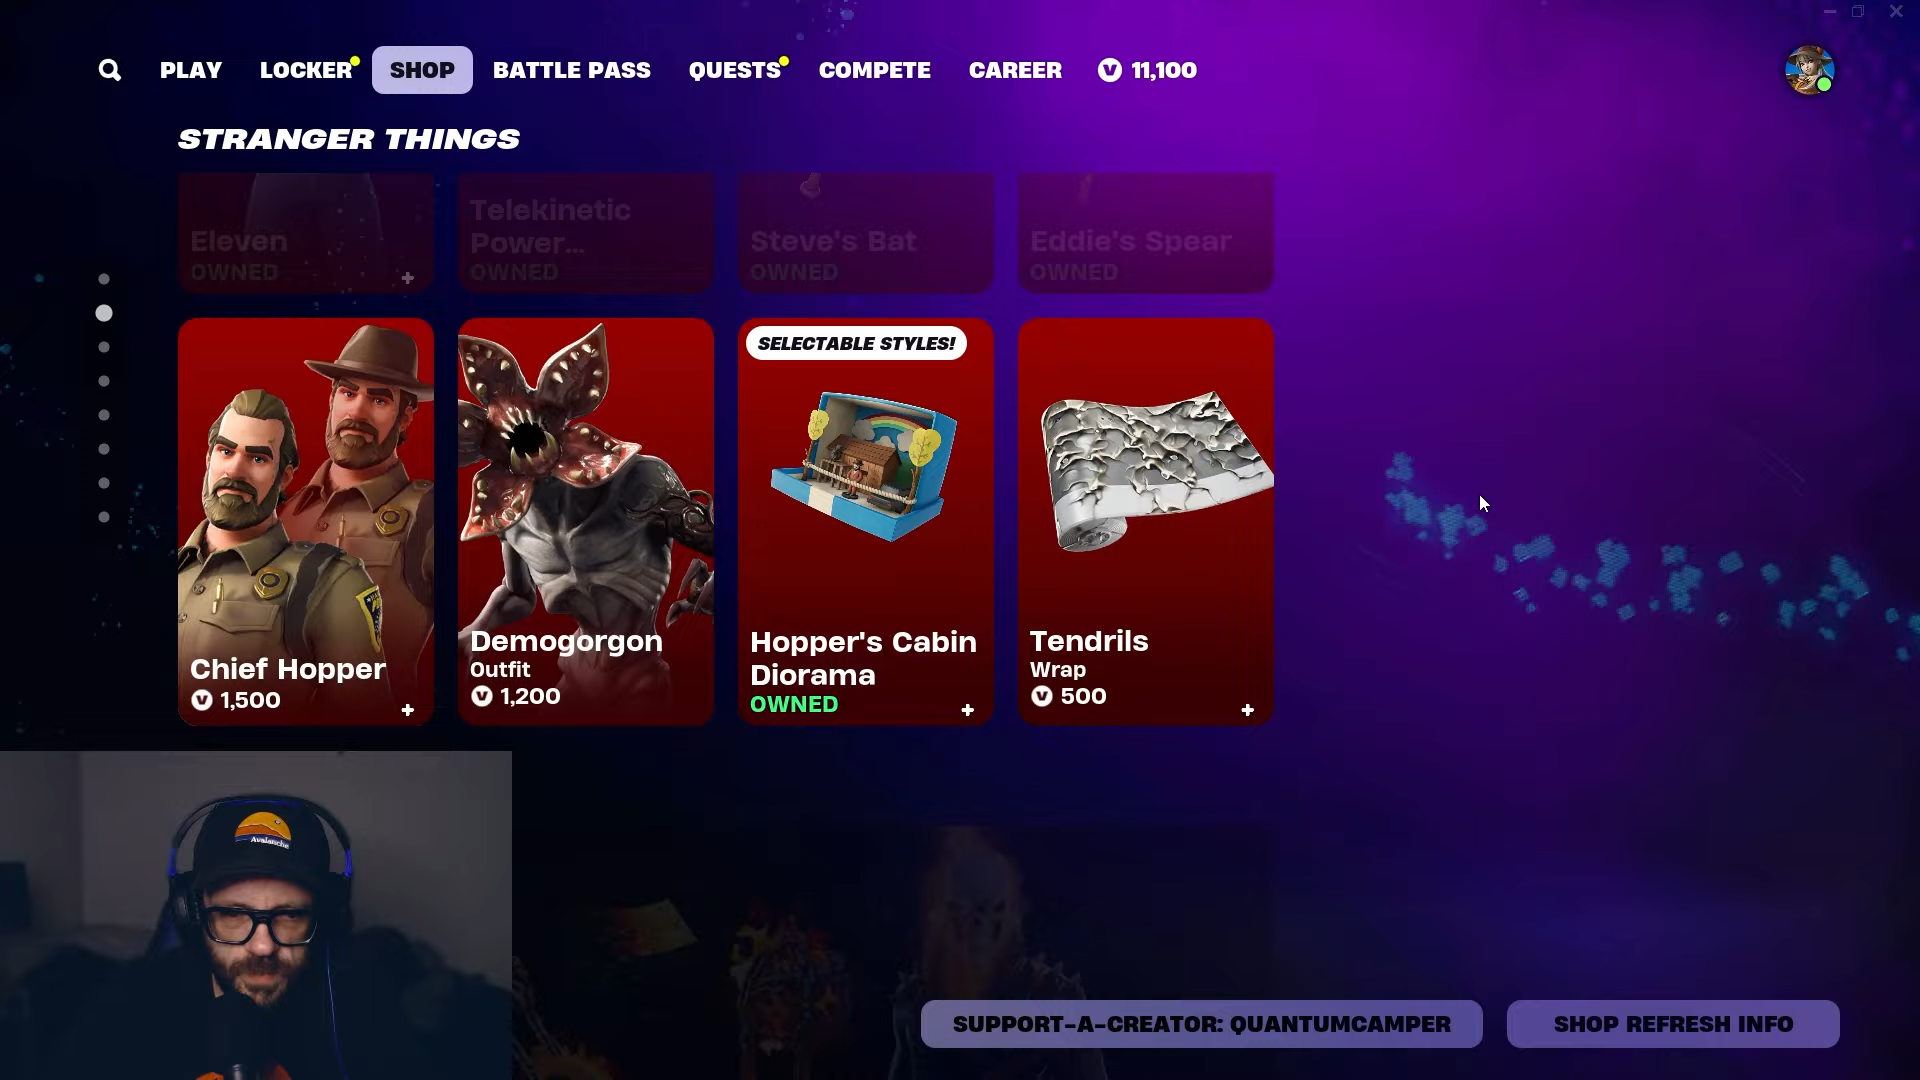 PLAY LOCKER SHOP BATTLE PASS QUESTS COMPETE CAREER V 11,100
STRANGER THINGS
Eleven
OWNED
Telekinetic
Power...
OWNED
Steve's Bat
OWNED
Eddie's Spear
OWNED
Chief Hopper
V 1,500
Demogorgon
Outfit
V 1,200
SELECTABLE STYLES!
Hopper's Cabin
Diorama
OWNED
Tendrils
Wrap
V 500
Avalanche
SUPPORT-A-CREATOR: QUANTUMCAMPER
SHOP REFRESH INFO